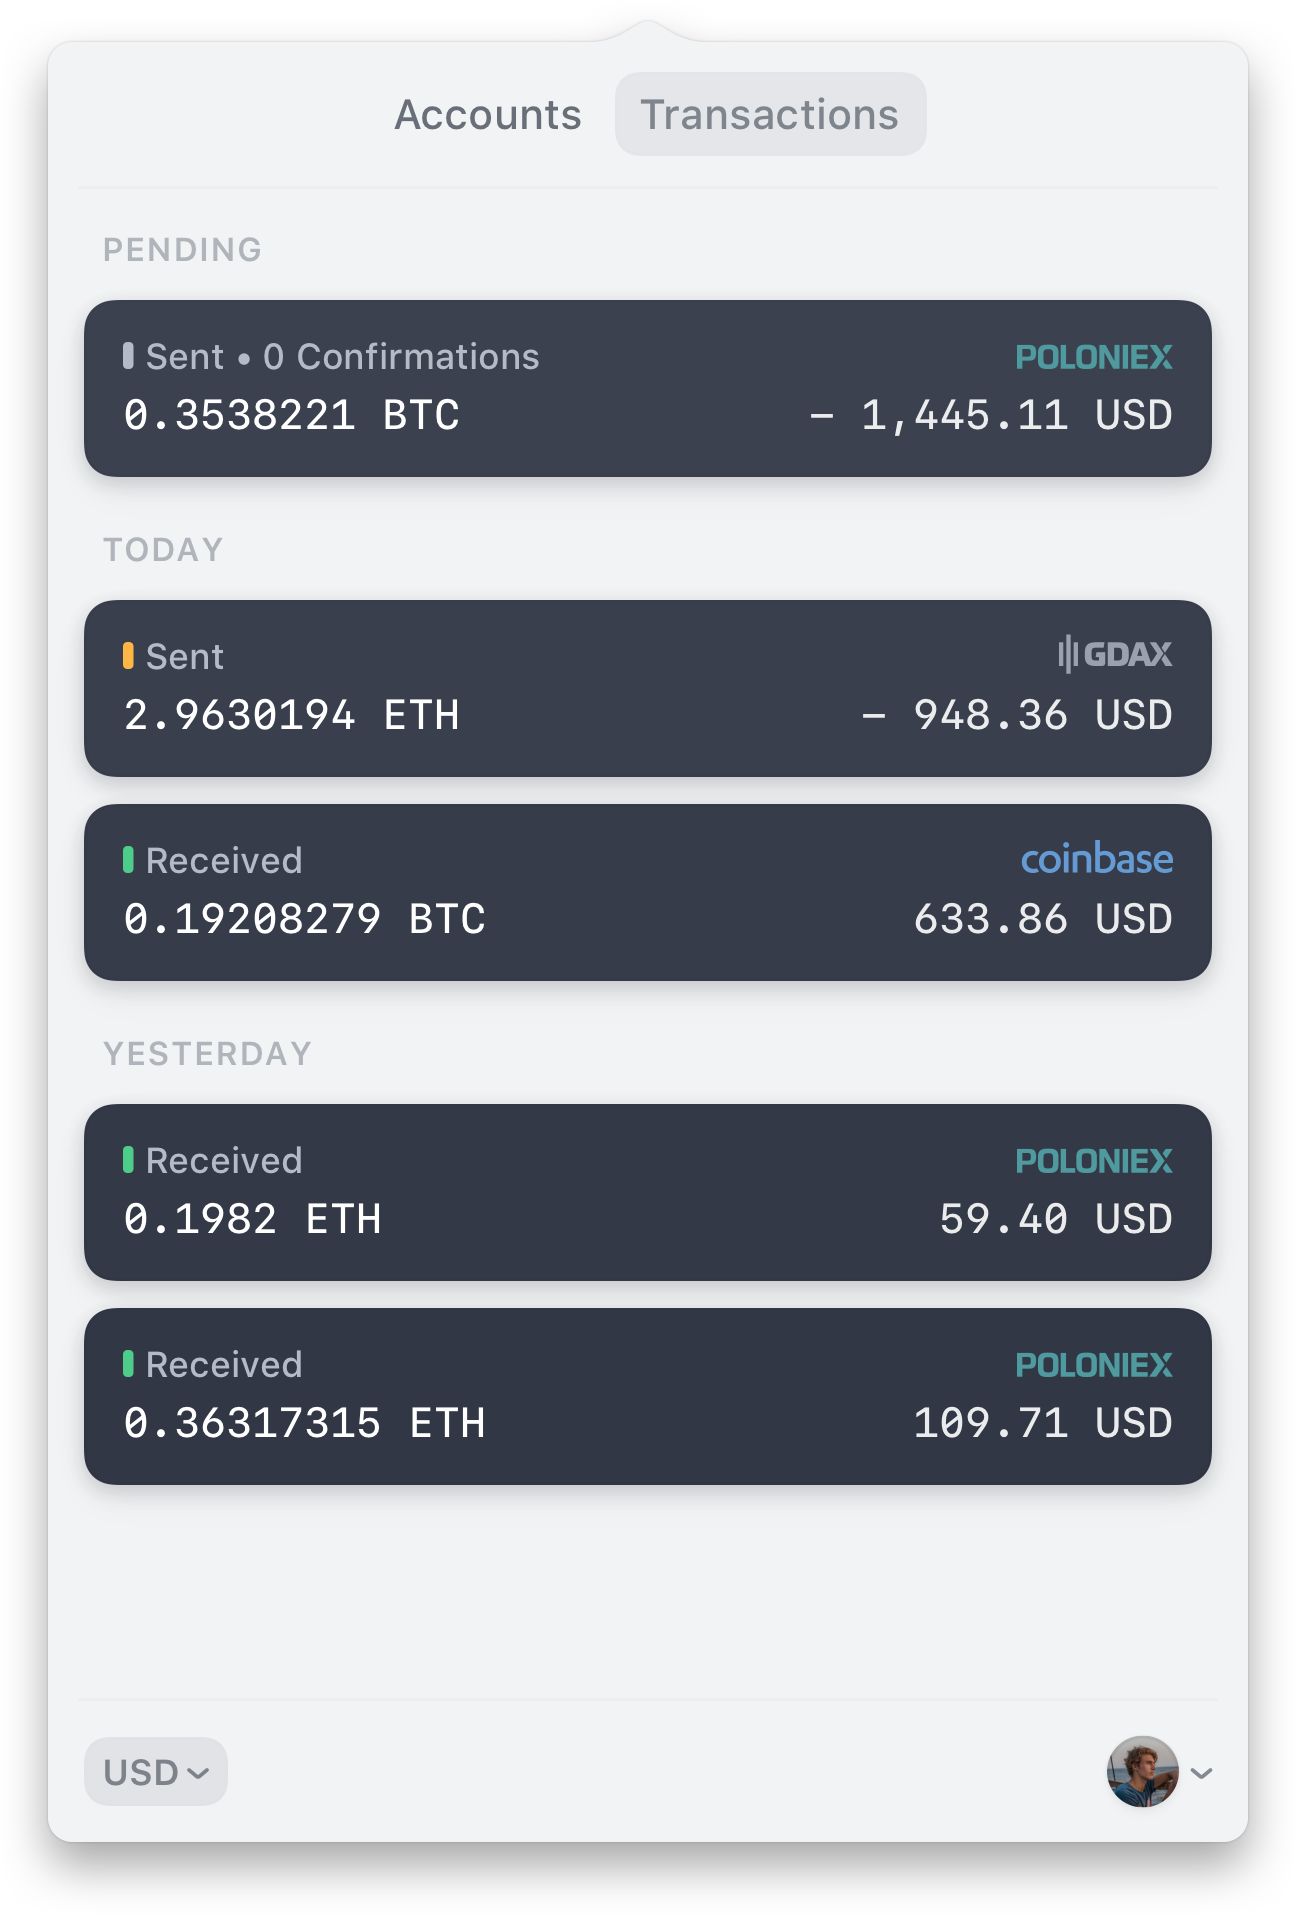 Accounts Transactions
PENDING
Sent • 0 Confirmations POLONIEX
0.3538221 BTC – 1,445.11 USD
TODAY
Sent GDAX
2.9630194 ETH – 948.36 USD
Received coinbase
0.19208279 BTC 633.86 USD
YESTERDAY
Received POLONIEX
0.1982 ETH 59.40 USD
Received POLONIEX
0.36317315 ETH 109.71 USD
USD